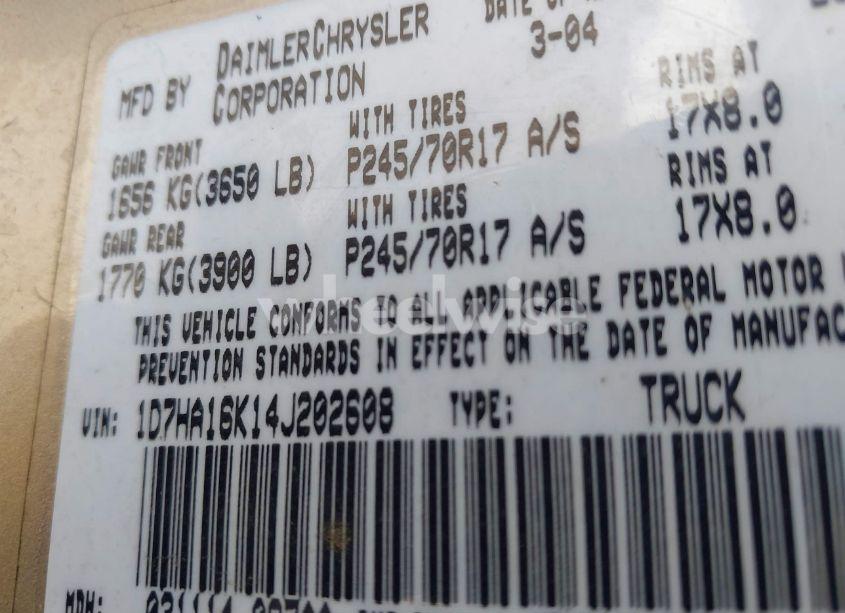 MFD BY DAIMLERCHRYSLER CORPORATION
DATE OF
3-04
GAWR FRONT WITH TIRES RIMS AT
1656 KG(3650 LB) P245/70R17 A/S 17X8.0
GAWR REAR WITH TIRES RIMS AT
1770 KG(3900 LB) P245/70R17 A/S 17X8.0
THIS VEHICLE CONFORMS TO ALL APPLICABLE FEDERAL MOTOR
PREVENTION STANDARDS IN EFFECT ON THE DATE OF MANUFAC
VIN: 1D7HA16K14J202608 TYPE: TRUCK
MDH:
wheelwise